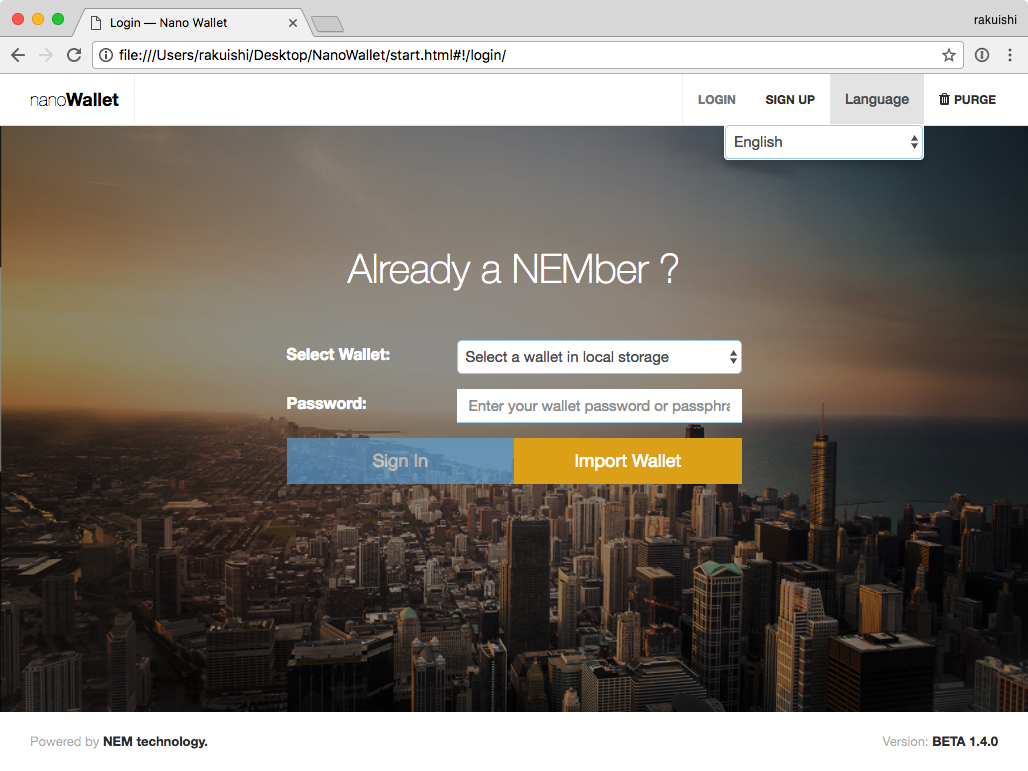 Login — Nano Wallet
rakuishi
file:///Users/rakuishi/Desktop/NanoWallet/start.html#!/login/
nanoWallet
LOGIN
SIGN UP
Language
PURGE
English
Already a NEMber ?
Select Wallet:
Select a wallet in local storage
Password:
Enter your wallet password or passphra
Sign In
Import Wallet
Powered by NEM technology.
Version: BETA 1.4.0